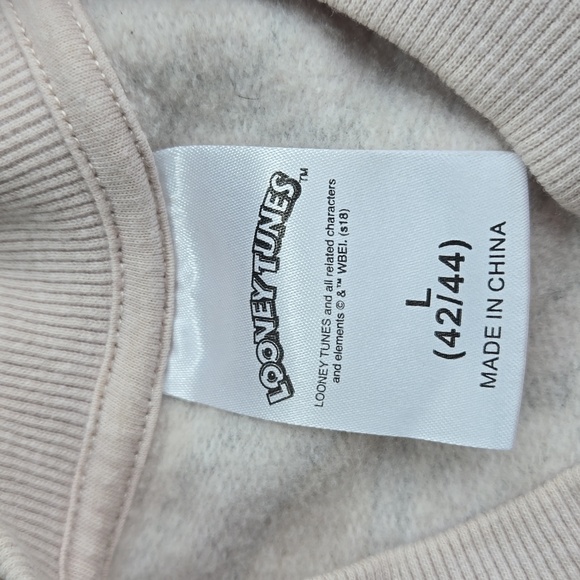 LOONEY TUNES™
LOONEY TUNES and all related characters
and elements © & ™ WBEI. (s18)
L
(42/44)
MADE IN CHINA